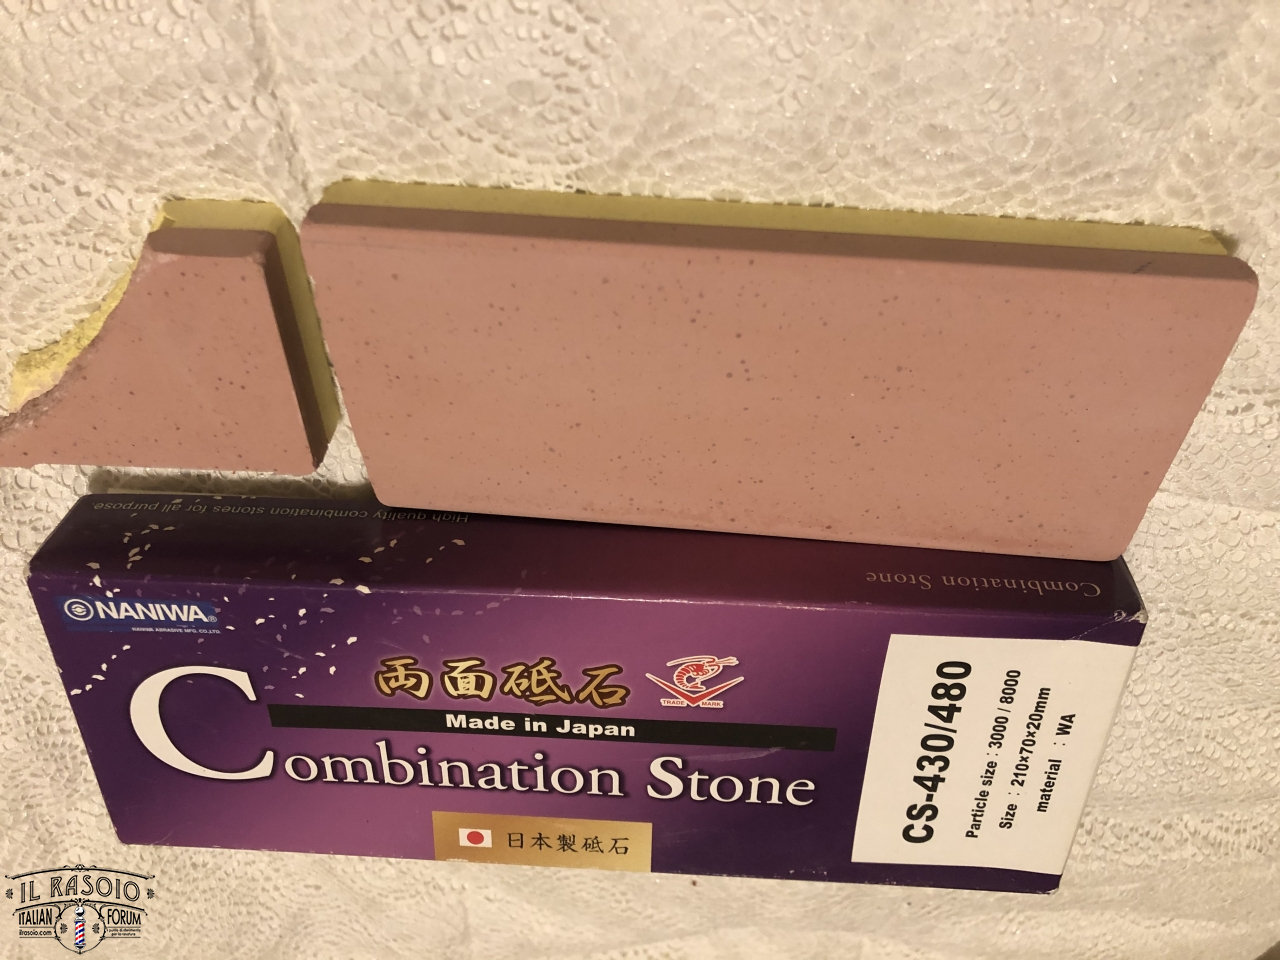 High quality combination stones for all purpose
Combination Stone
NANIWA®
NANIWA ABRASIVE MFG. CO.,LTD.
両面砥石
TRADE MARK
Made in Japan
Combination Stone
日本製砥石
CS-430/480
Particle size : 3000 / 8000
Size : 210×70×20mm
material : WA
IL RASOIO
ITALIAN FORUM
ilrasoio.com